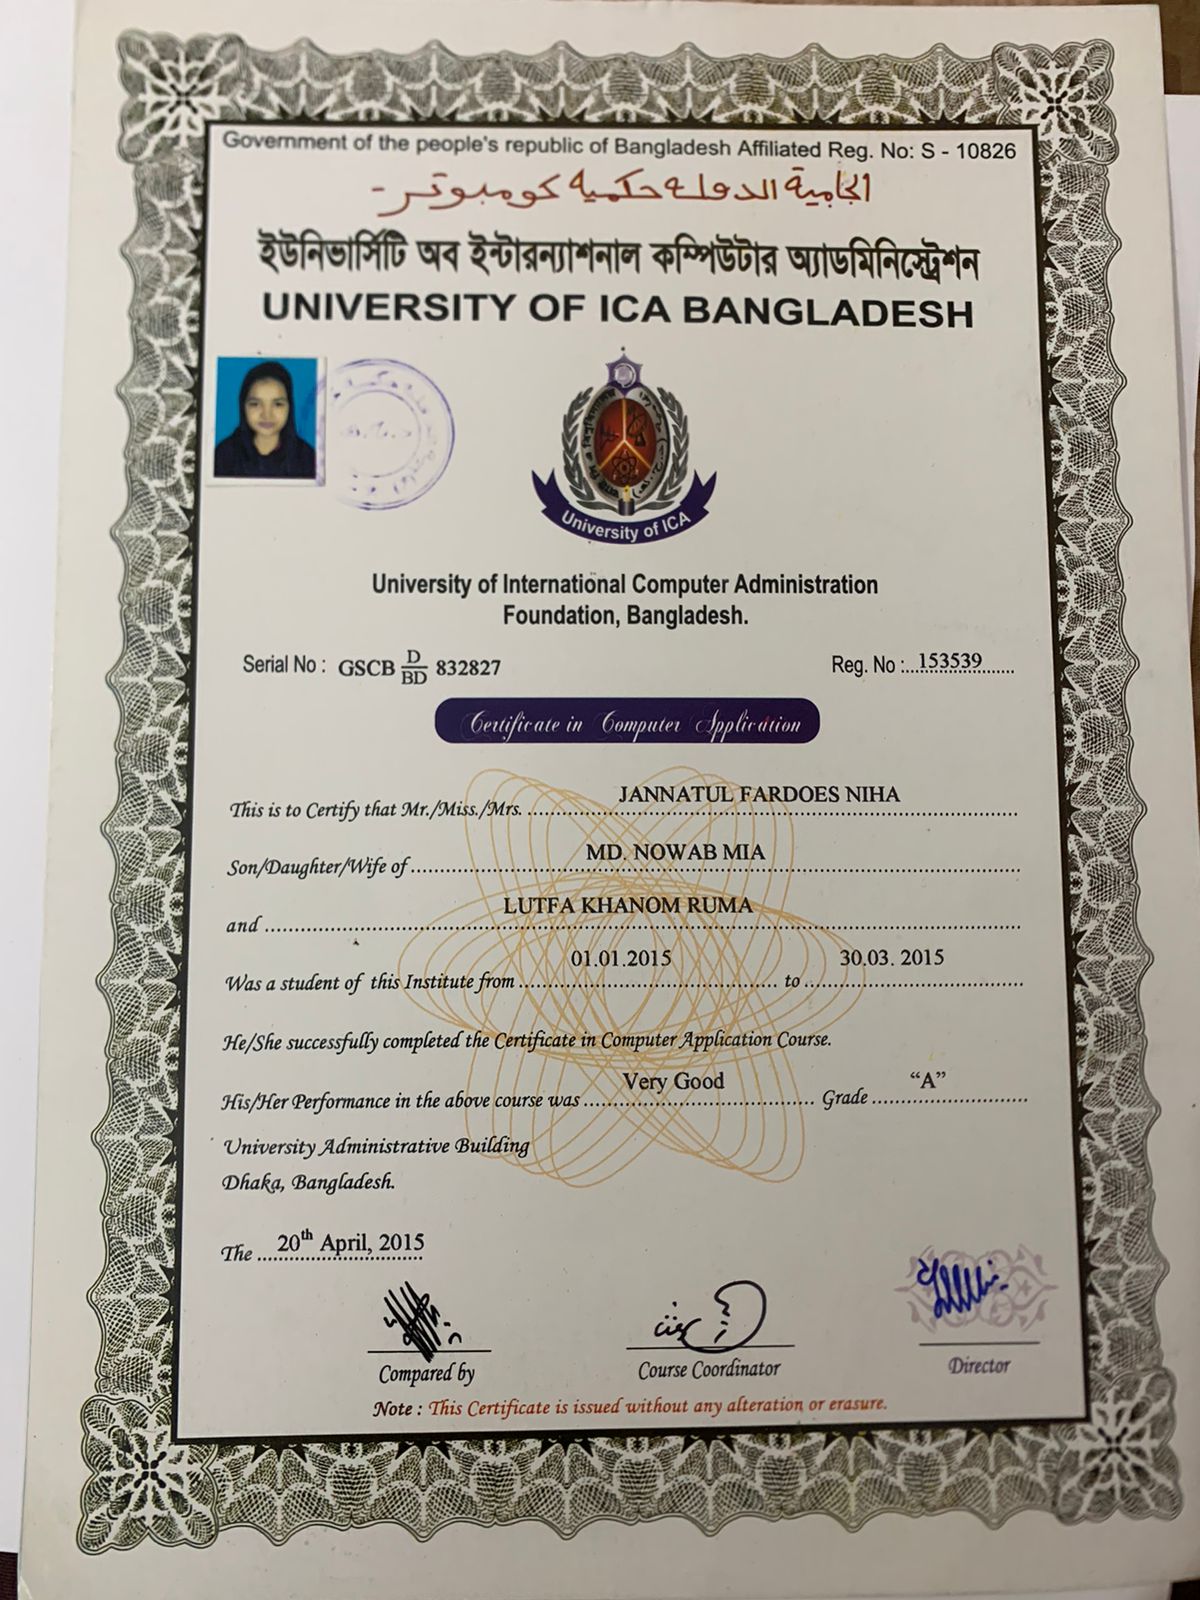 Government of the people's republic of Bangladesh Affiliated Reg. No: S - 10826
الجامية الدولة حكمية كومبوتر-
ইউনিভার্সিটি অব ইন্টারন্যাশনাল কম্পিউটার অ্যাডমিনিস্ট্রেশন
UNIVERSITY OF ICA BANGLADESH
University of ICA
University of International Computer Administration
Foundation, Bangladesh.
Serial No : GSCB D/BD 832827 Reg. No :..153539......
Certificate in Computer Application
This is to Certify that Mr./Miss./Mrs. JANNATUL FARDOES NIHA
Son/Daughter/Wife of MD. NOWAB MIA
and LUTFA KHANOM RUMA
Was a student of this Institute from 01.01.2015 to 30.03. 2015
He/She successfully completed the Certificate in Computer Application Course.
His/Her Performance in the above course was Very Good Grade “A”
University Administrative Building
Dhaka, Bangladesh.
The 20th April, 2015
Compared by Course Coordinator Director
Note : This Certificate is issued without any alteration or erasure.